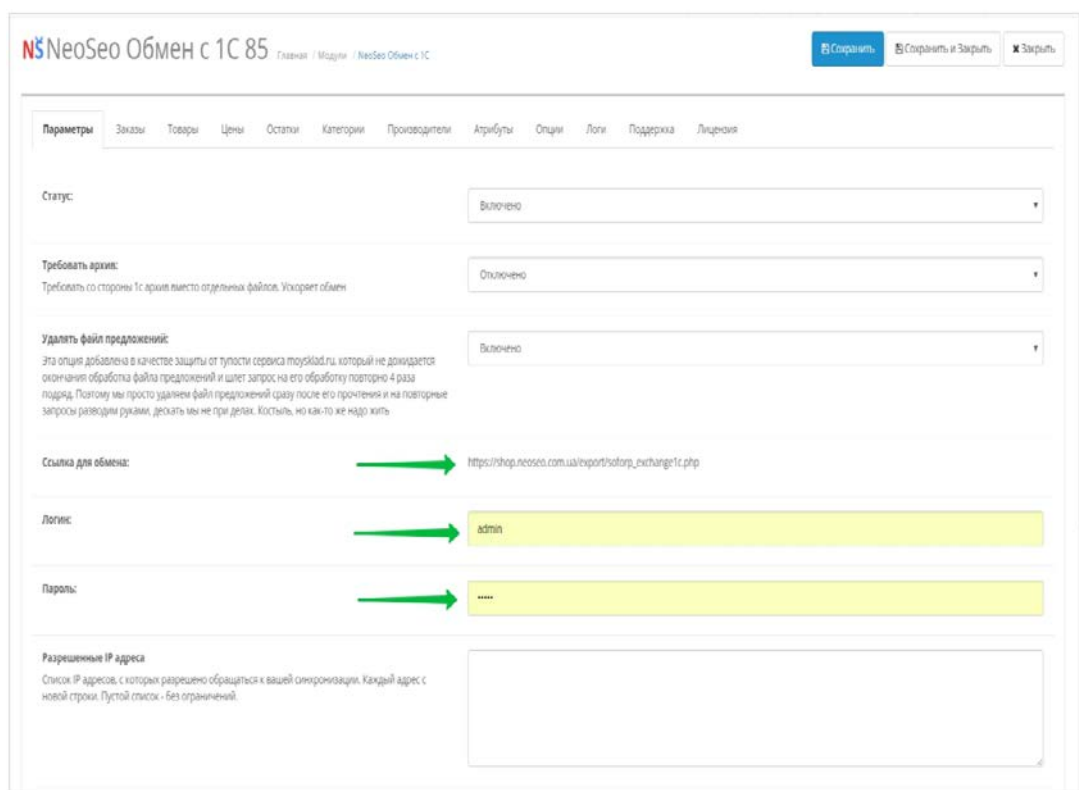 NŠ NeoSeo Обмен с 1С 85 Главная / Модули / NeoSeo Обмен с 1С
Сохранить Сохранить и Закрыть Закрыть
Параметры Заказы Товары Цены Остатки Категории Производители Атрибуты Опции Логи Поддержка Лицензия
Статус:
Включено
Требовать архив:
Отключено
Требовать со стороны 1с архив вместо отдельных файлов. Ускоряет обмен
Удалять файл предложений:
Включено
Эта опция добавлена в качестве защиты от тупости сервиса moysklad.ru, который не дожидается
окончания обработка файла предложений и шлет запрос на его обработку повторно 4 раза
подряд. Поэтому мы просто удаляем файл предложений сразу после его прочтения и на повторные
запросы разводим руками, дескать мы не при делах. Костыль, но как-то же надо жить
Ссылка для обмена:
https://shop.neoseo.com.ua/export/soforp_exchange1c.php
Логин:
admin
Пароль:
•••••
Разрешенные IP адреса
Список IP адресов, с которых разрешено обращаться к вашей синхронизации. Каждый адрес с
новой строки. Пустой список - без ограничений.